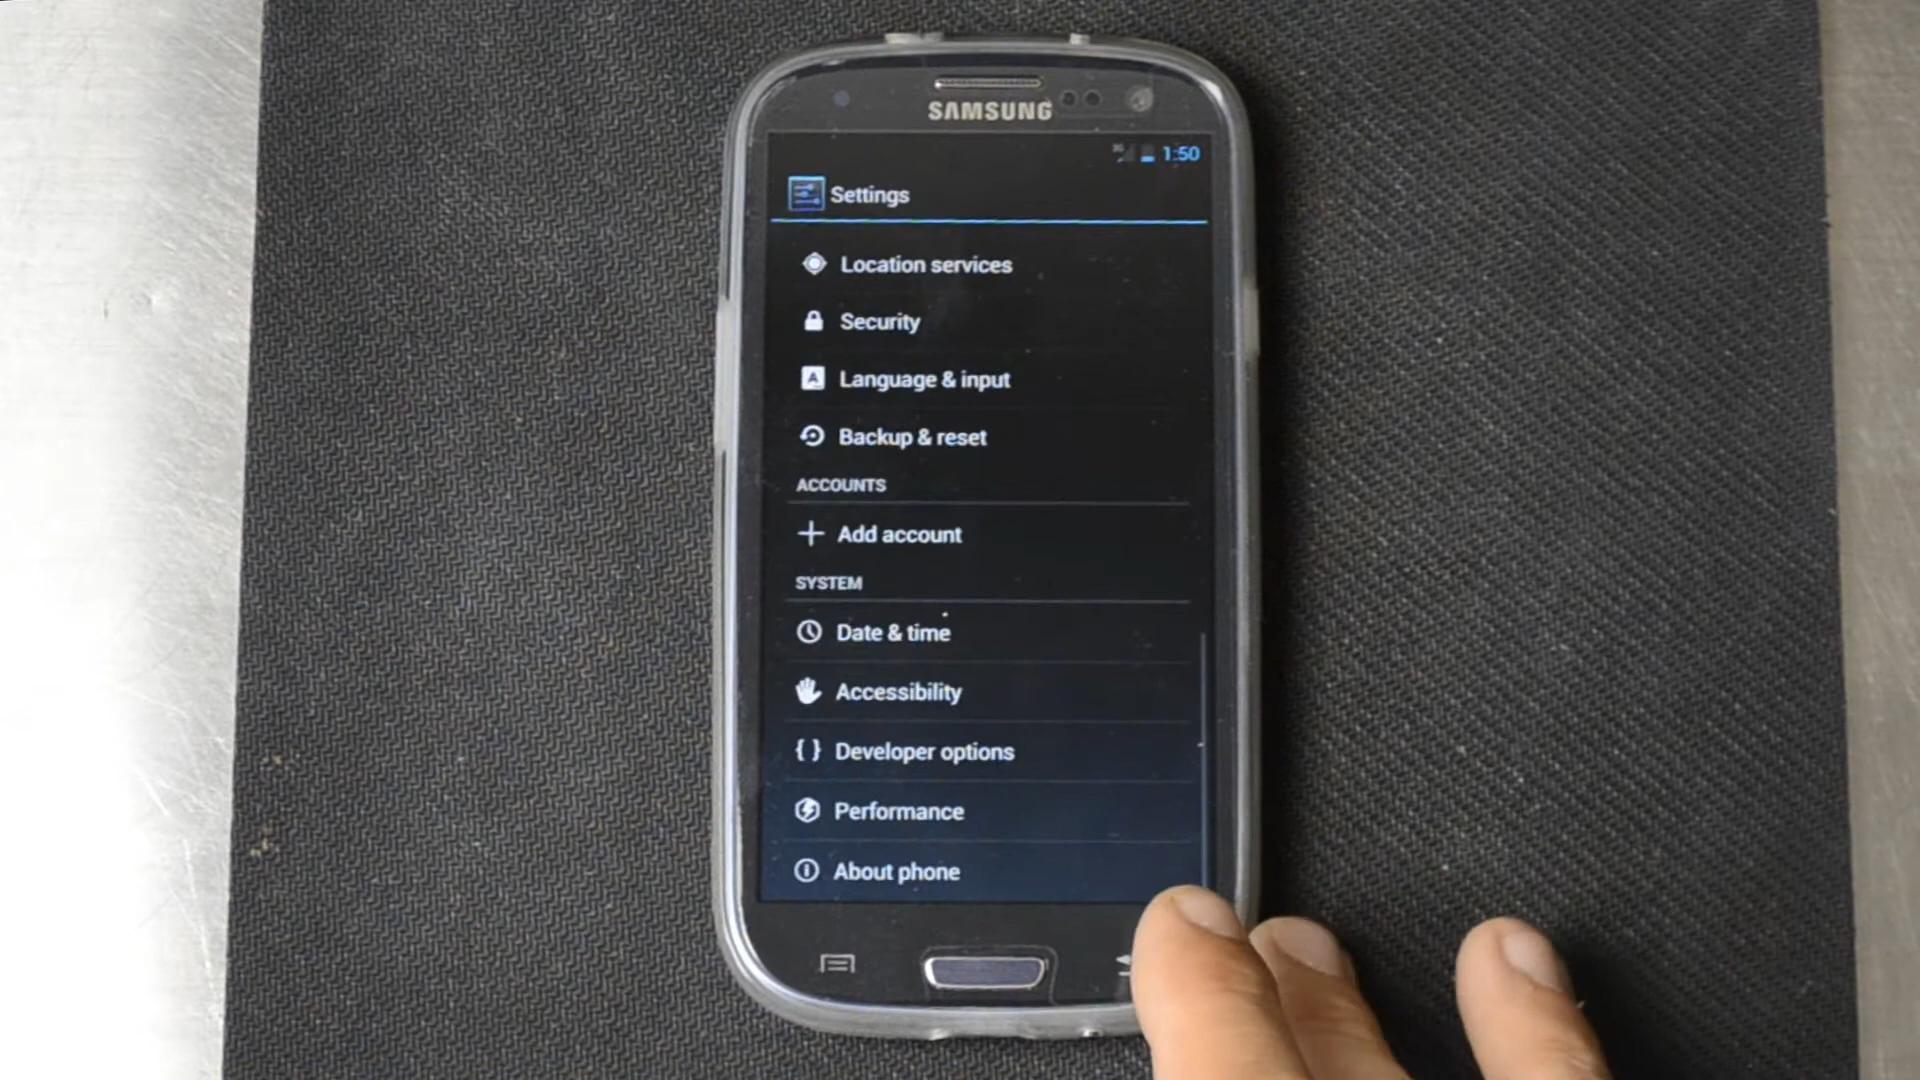 SAMSUNG
1:50
Settings
Location services
Security
A
Language & input
Backup & reset
ACCOUNTS
Add account
SYSTEM
Date & time
Accessibility
{ } Developer options
Performance
About phone